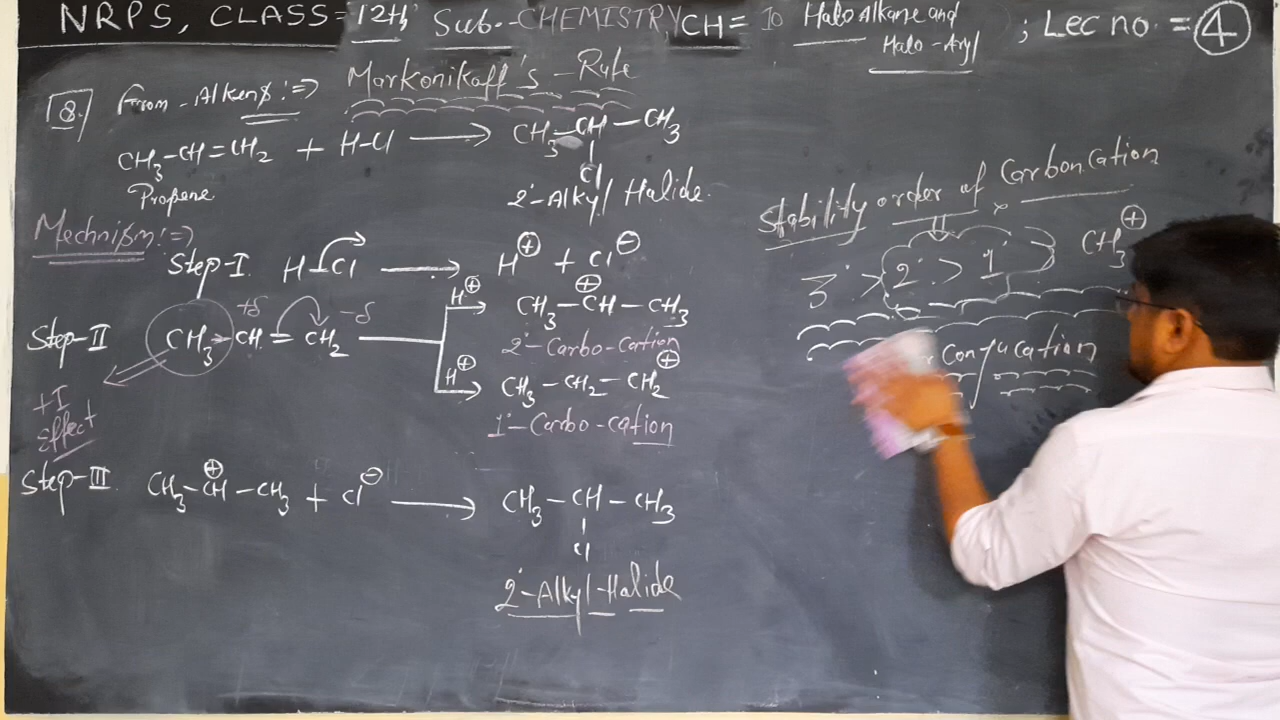 NRPS, CLASS=12th Sub.- CHEMISTRY, CH= 10 Halo Alkane and
Halo-Aryl ; Lec no. = 4
8. From - Alkens :⇒ Markonikoff's - Rule
CH3-CH=CH2 + H-Cl ⟶ CH3-CH-CH3
Cl
Propene
2°-Alkyl Halide.
Mechnism :⇒
Step-I H-Cl ⟶ H⊕ + Cl⊖
Step-II CH3-CH=CH2
+δ -δ
H⊕ CH3-⊕CH-CH3
2°-Carbo-cation
H⊕ CH3-CH2-CH2⊕
1°-Carbo-cation
+I
Effect
Step-III CH3-⊕CH-CH3 + Cl⊖ ⟶ CH3-CH-CH3
Cl
2°-Alkyl-Halide
Stability order of Carboncation
3° > 2° > 1° > CH3⊕